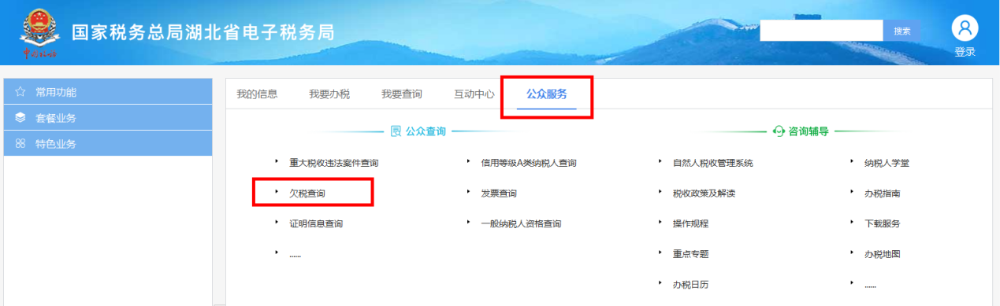 国家税务总局湖北省电子税务局
中国税务
搜索
登录
常用功能
套餐业务
特色业务
我的信息 我要办税 我要查询 互动中心 公众服务
公众查询 咨询辅导
重大税收违法案件查询 信用等级A类纳税人查询 自然人税收管理系统 纳税人学堂
欠税查询 发票查询 税收政策及解读 办税指南
证明信息查询 一般纳税人资格查询 操作规程 下载服务
...... 重点专题 办税地图
办税日历 ......